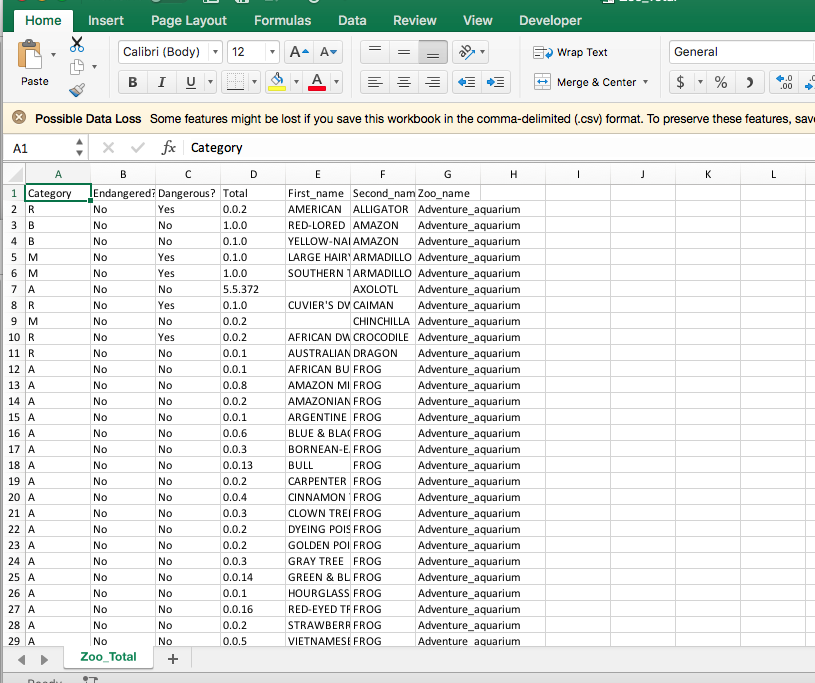 Home Insert Page Layout Formulas Data Review View Developer
Calibri (Body) 12 A A Wrap Text General
Paste B I U A Merge & Center $ % .0 .00
Possible Data Loss Some features might be lost if you save this workbook in the comma-delimited (.csv) format. To preserve these features, sav
A1 fx Category
A B C D E F G H I J K L
1 Category Endangered? Dangerous? Total First_name Second_nam Zoo_name
2 R No Yes 0.0.2 AMERICAN ALLIGATOR Adventure_aquarium
3 B No No 1.0.0 RED-LORED AMAZON Adventure_aquarium
4 B No No 0.1.0 YELLOW-NA AMAZON Adventure_aquarium
5 M No Yes 0.1.0 LARGE HAIRY ARMADILLO Adventure_aquarium
6 M No Yes 1.0.0 SOUTHERN T ARMADILLO Adventure_aquarium
7 A No No 5.5.372 AXOLOTL Adventure_aquarium
8 R No Yes 0.1.0 CUVIER'S DW CAIMAN Adventure_aquarium
9 M No No 0.0.2 CHINCHILLA Adventure_aquarium
10 R No Yes 0.0.2 AFRICAN DW CROCODILE Adventure_aquarium
11 R No No 0.0.1 AUSTRALIAN DRAGON Adventure_aquarium
12 A No No 0.0.1 AFRICAN BU FROG Adventure_aquarium
13 A No No 0.0.8 AMAZON MI FROG Adventure_aquarium
14 A No No 0.0.2 AMAZONIAN FROG Adventure_aquarium
15 A No No 0.0.1 ARGENTINE FROG Adventure_aquarium
16 A No No 0.0.6 BLUE & BLAC FROG Adventure_aquarium
17 A No No 0.0.3 BORNEAN-E FROG Adventure_aquarium
18 A No No 0.0.13 BULL FROG Adventure_aquarium
19 A No No 0.0.2 CARPENTER FROG Adventure_aquarium
20 A No No 0.0.4 CINNAMON FROG Adventure_aquarium
21 A No No 0.0.3 CLOWN TREE FROG Adventure_aquarium
22 A No No 0.0.2 DYEING POIS FROG Adventure_aquarium
23 A No No 0.0.2 GOLDEN POI FROG Adventure_aquarium
24 A No No 0.0.3 GRAY TREE FROG Adventure_aquarium
25 A No No 0.0.14 GREEN & BL FROG Adventure_aquarium
26 A No No 0.0.1 HOURGLASS FROG Adventure_aquarium
27 A No No 0.0.16 RED-EYED TR FROG Adventure_aquarium
28 A No No 0.0.2 STRAWBERR FROG Adventure_aquarium
29 A No No 0.0.5 VIETNAMESE FROG Adventure_aquarium
Zoo_Total +